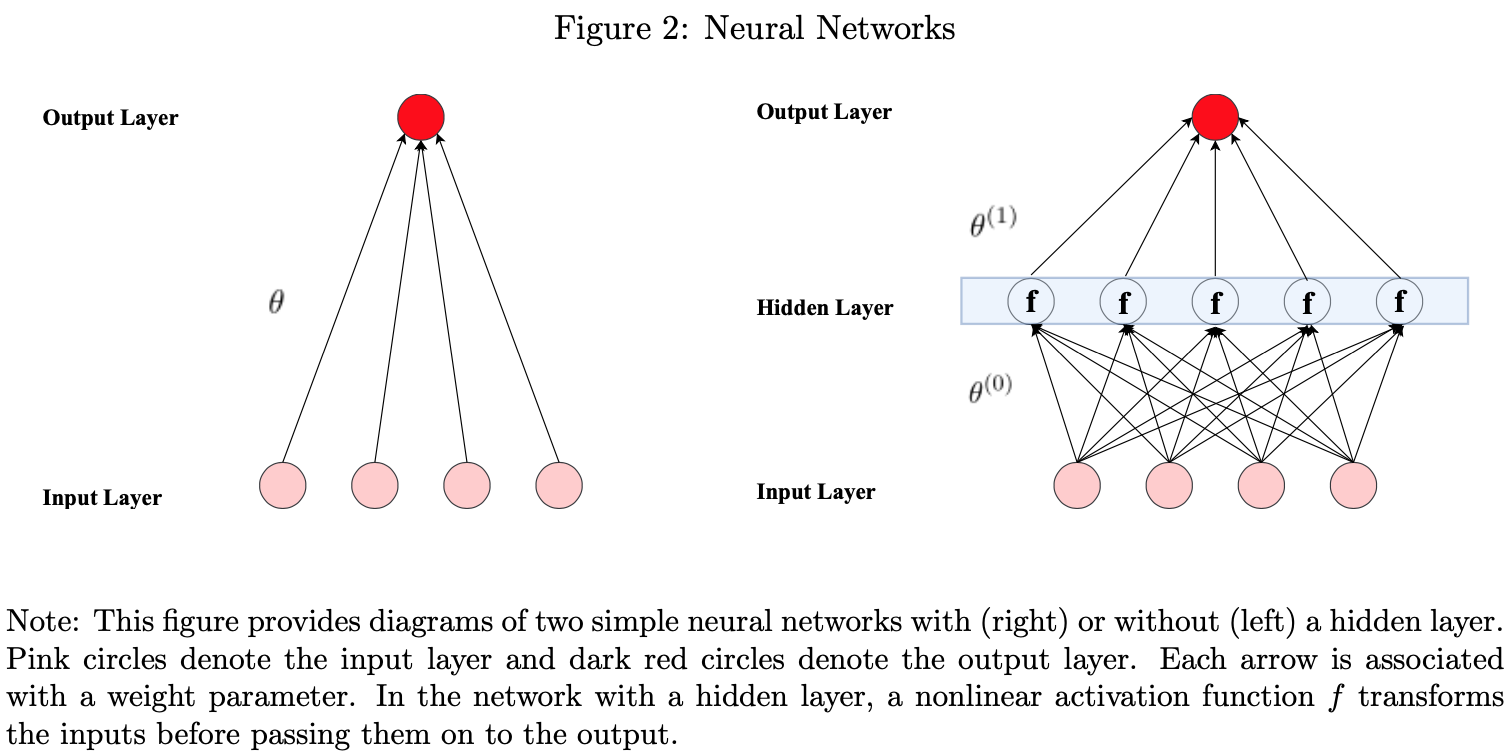 Figure 2: Neural Networks
Output Layer
θ
Input Layer
Output Layer
θ^(1)
Hidden Layer
f f f f f
θ^(0)
Input Layer
Note: This figure provides diagrams of two simple neural networks with (right) or without (left) a hidden layer.
Pink circles denote the input layer and dark red circles denote the output layer. Each arrow is associated
with a weight parameter. In the network with a hidden layer, a nonlinear activation function f transforms
the inputs before passing them on to the output.